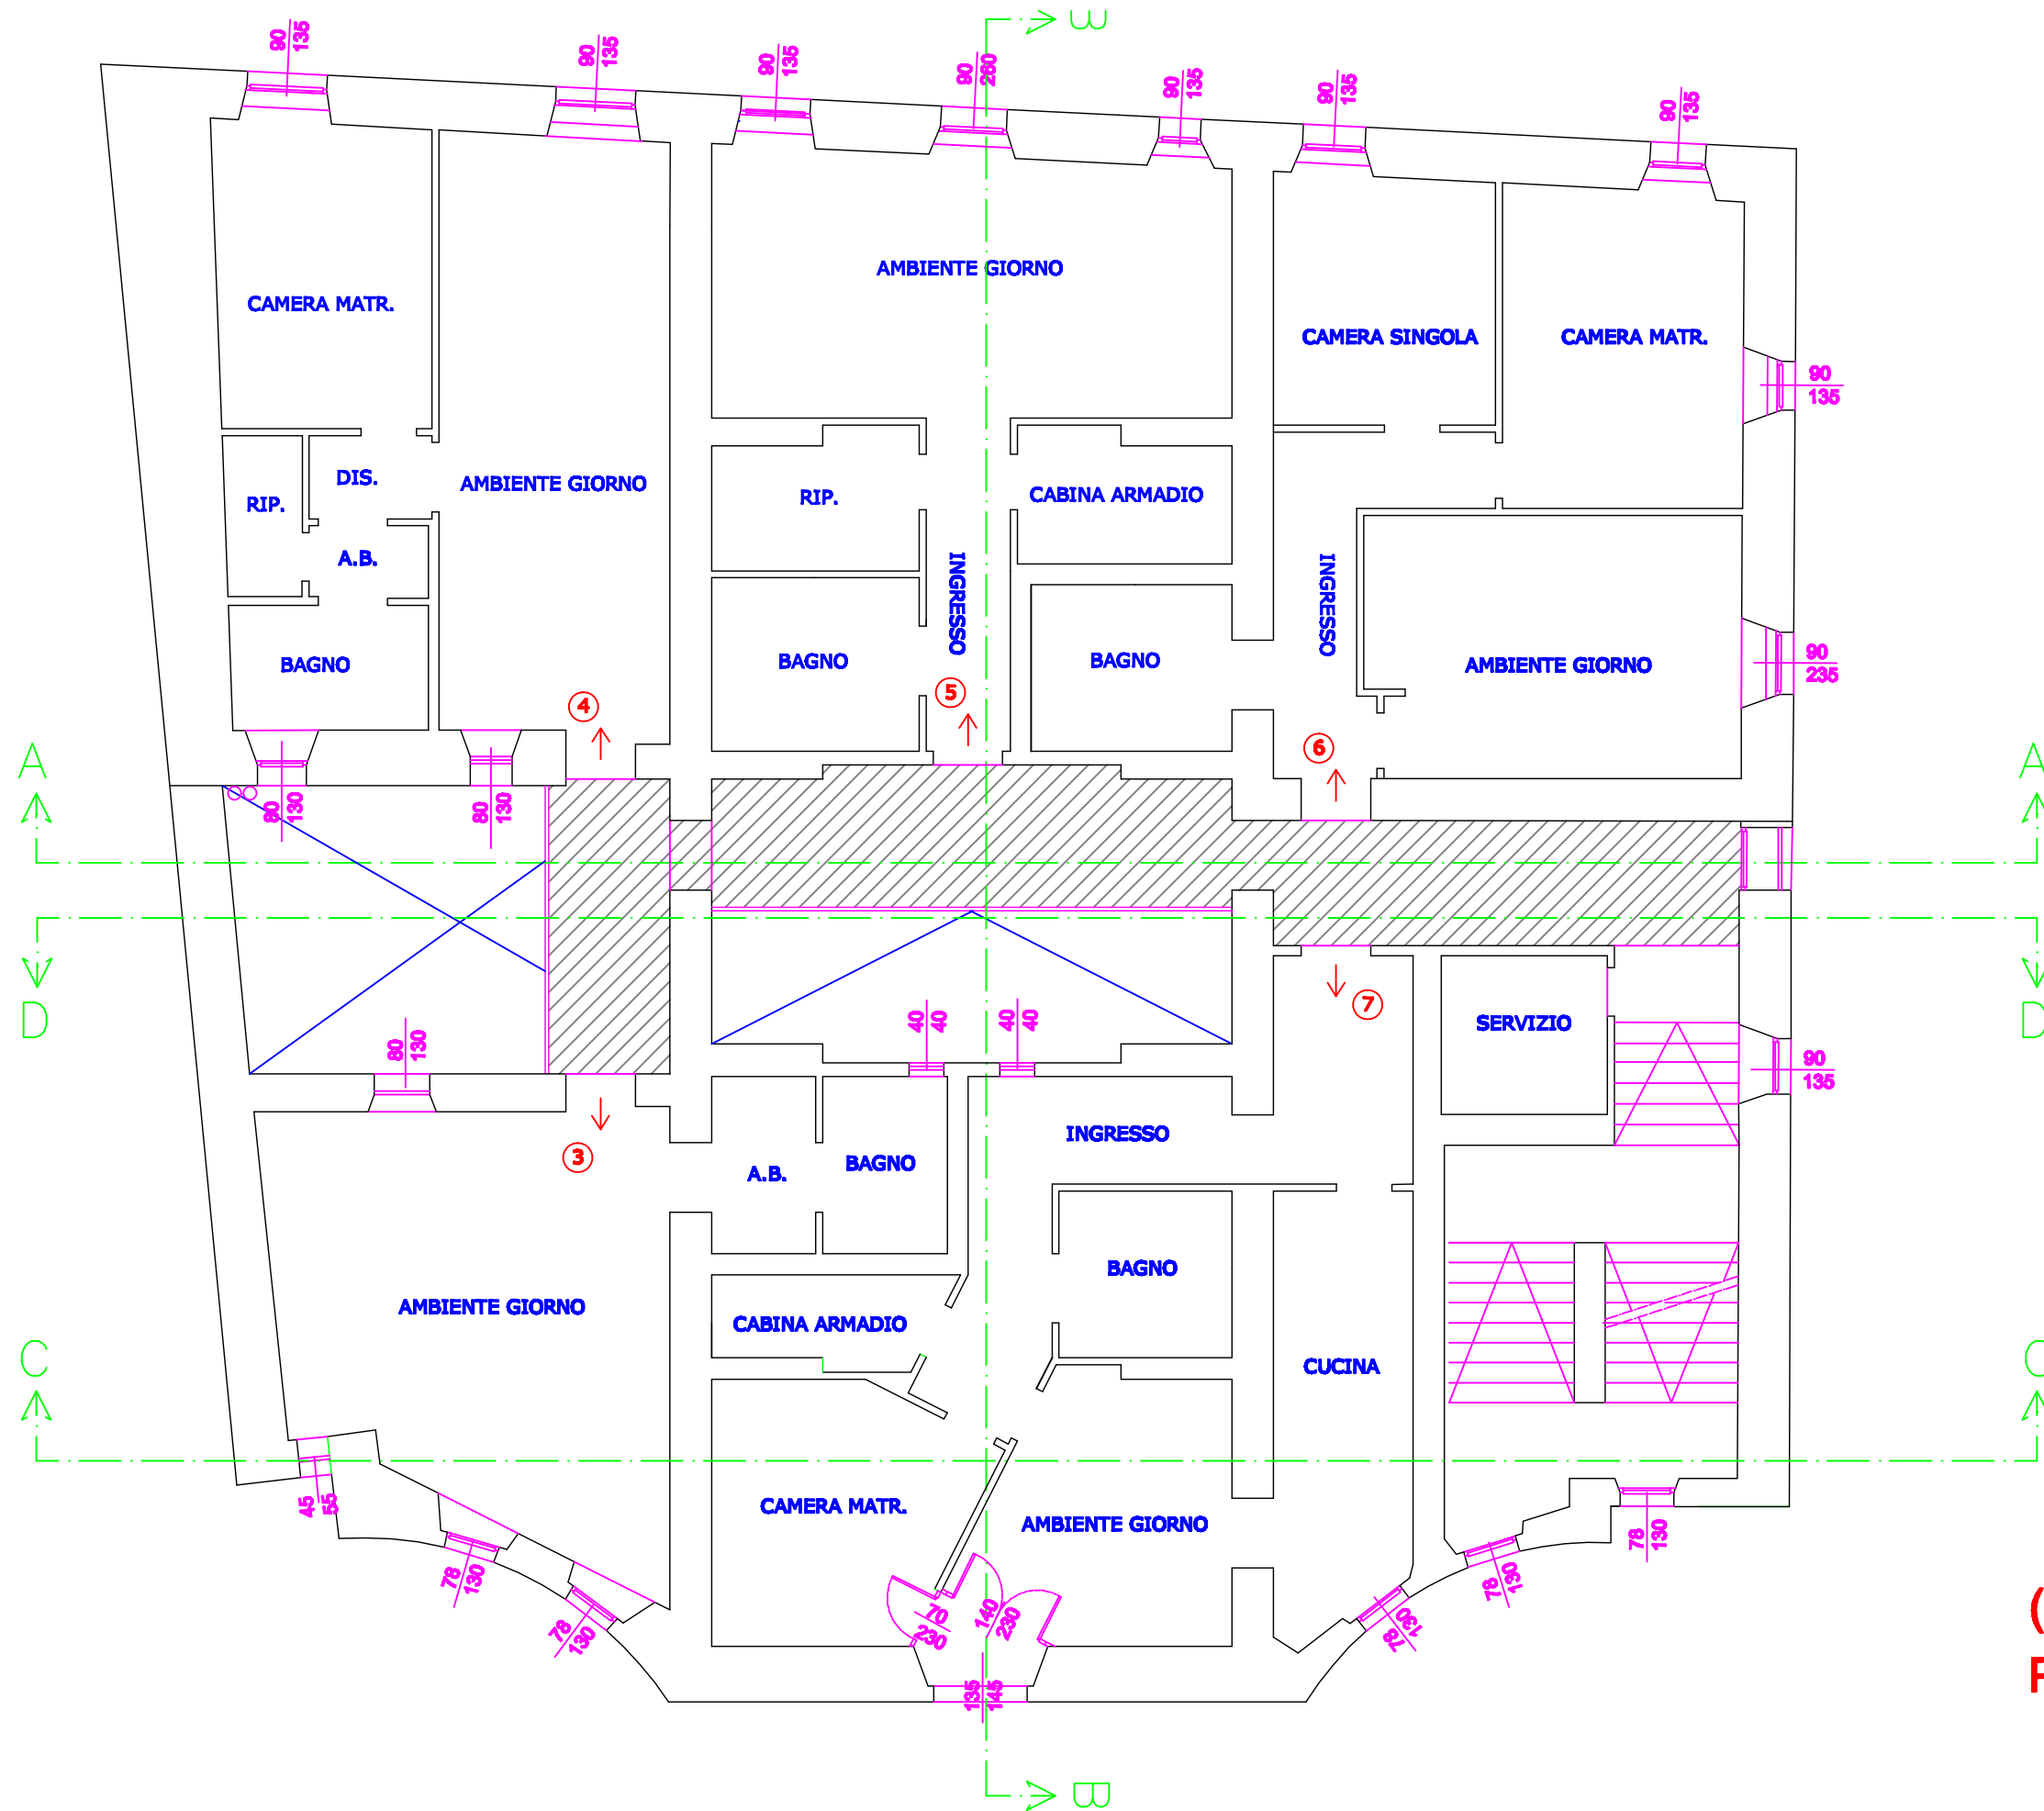 B
90
135
90
135
90
135
90
260
90
135
90
135
90
135
AMBIENTE GIORNO
CAMERA MATR.
CAMERA SINGOLA
CAMERA MATR.
90
135
DIS.
AMBIENTE GIORNO
RIP.
RIP.
CABINA ARMADIO
A.B.
INGRESSO
INGRESSO
BAGNO
BAGNO
BAGNO
AMBIENTE GIORNO
90
235
4
5
6
A
A
80
130
80
130
D
D
80
130
40
40
40
40
7
SERVIZIO
90
135
3
INGRESSO
A.B.
BAGNO
BAGNO
AMBIENTE GIORNO
CABINA ARMADIO
C
C
CUCINA
45
55
CAMERA MATR.
AMBIENTE GIORNO
78
130
78
130
78
130
78
130
78
130
70
230
140
230
135
145
B
(